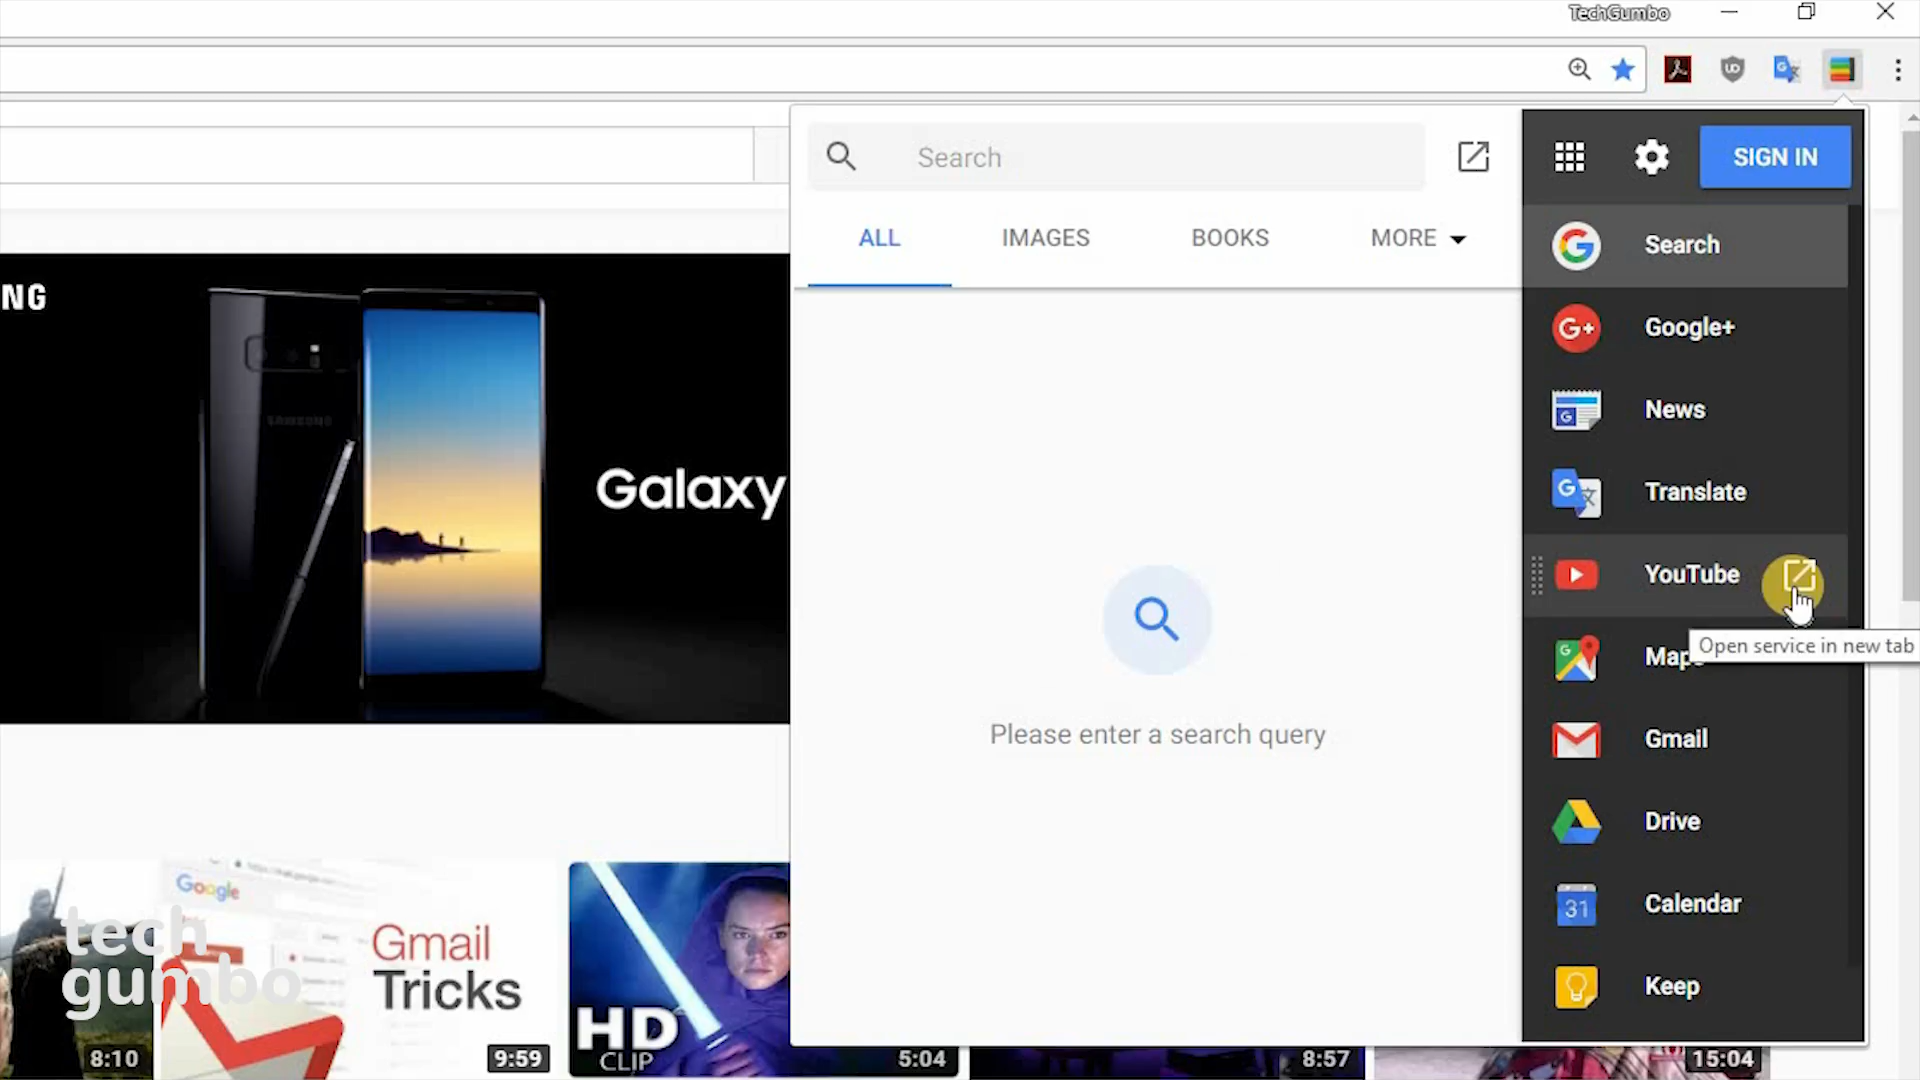 TechGumbo
Search
SIGN IN
ALL
IMAGES
BOOKS
MORE
Search
Google+
News
Translate
YouTube
Open service in new tab
Maps
Gmail
Drive
Calendar
31
Keep
Please enter a search query
NG
SAMSUNG
Galaxy
Google
Gmail
Tricks
tech
gumbo
HD
CLIP
8:10
9:59
5:04
8:57
15:04